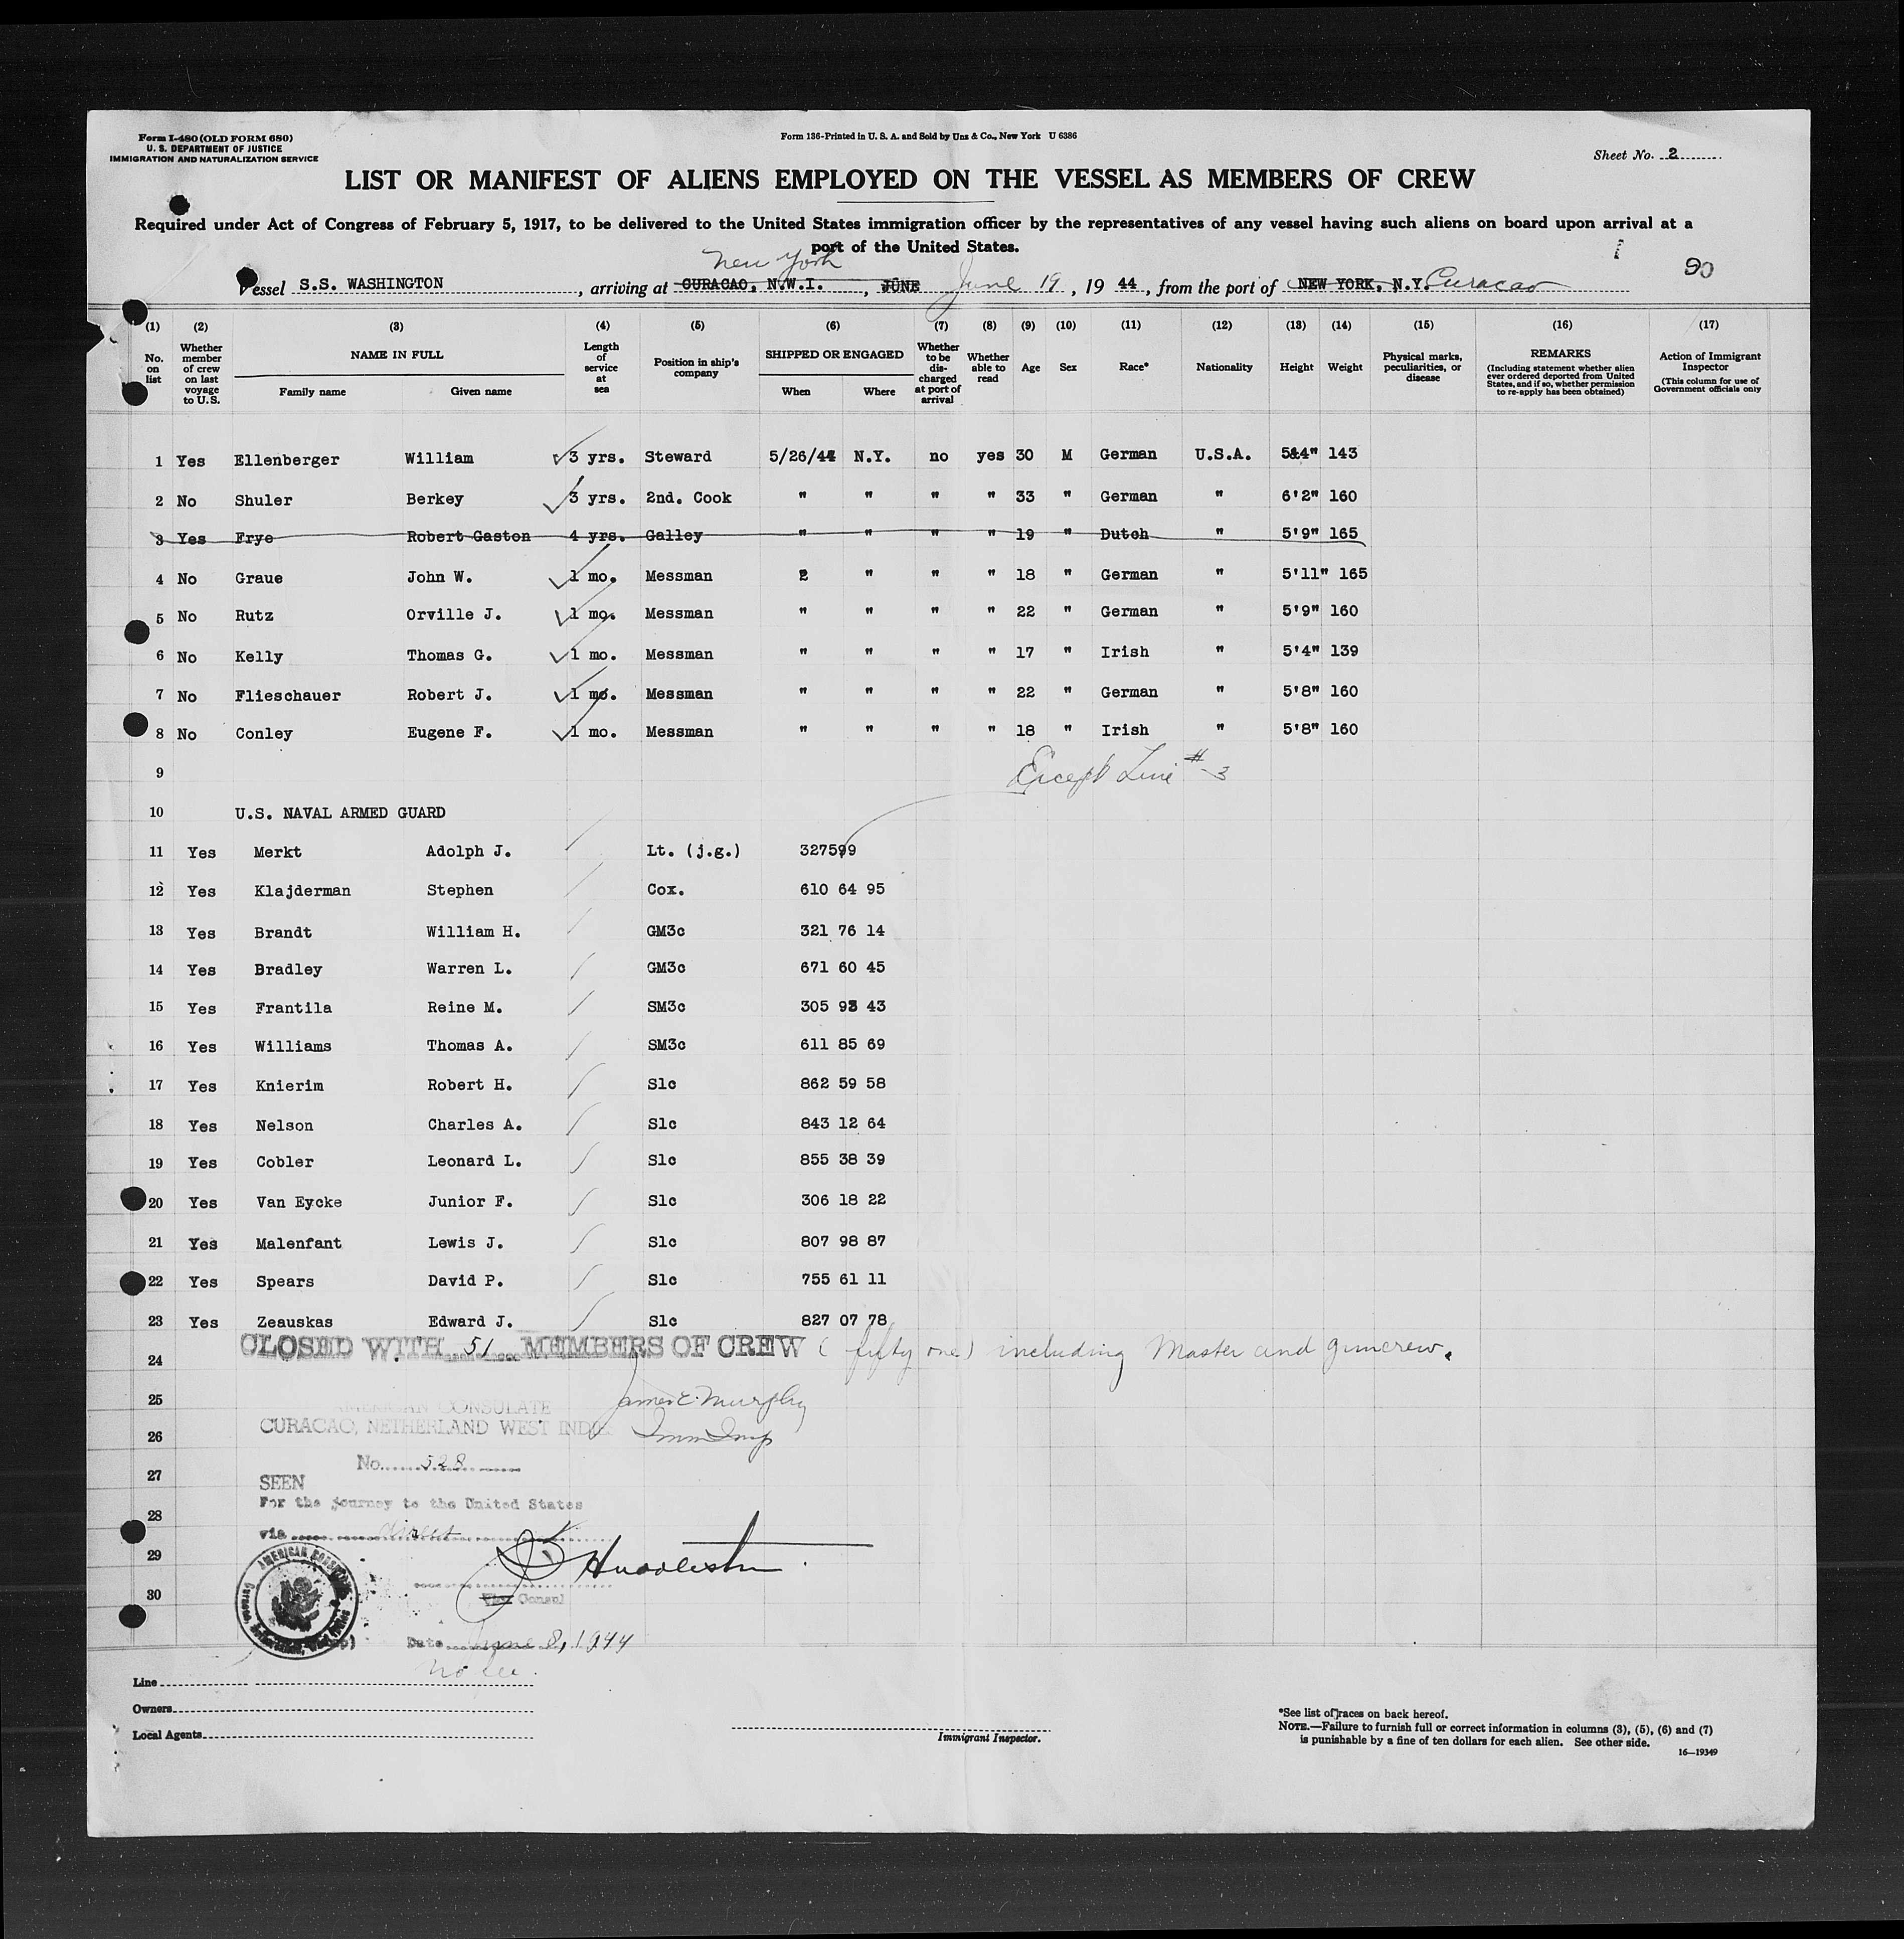 Form I-480 (OLD FORM 680)
U. S. DEPARTMENT OF JUSTICE
IMMIGRATION AND NATURALIZATION SERVICE
Form 136-Printed in U. S. A. and Sold by Unz & Co., New York U 6386
Sheet No. 2
LIST OR MANIFEST OF ALIENS EMPLOYED ON THE VESSEL AS MEMBERS OF CREW
Required under Act of Congress of February 5, 1917, to be delivered to the United States immigration officer by the representatives of any vessel having such aliens on board upon arrival at a
port of the United States.
New York
90
Vessel S.S. WASHINGTON, arriving at CURACAO, N.W.I., JUNE June 19, 1944, from the port of NEW YORK, N.Y. Curacao
(1) (2) (3) (4) (5) (6) (7) (8) (9) (10) (11) (12) (13) (14) (15) (16) (17)
No. on list
Whether member of crew on last voyage to U.S.
NAME IN FULL
Family name Given name
Length of service at sea
Position in ship's company
SHIPPED OR ENGAGED
When Where
Whether to be discharged at port of arrival
Whether able to read
Age
Sex
Race*
Nationality
Height
Weight
Physical marks, peculiarities, or disease
REMARKS
(Including statement whether alien ever ordered deported from United States, and if so, whether permission to re-apply has been obtained)
Action of Immigrant Inspector
(This column for use of Government officials only
1 Yes Ellenberger William 3 yrs. Steward 5/26/44 N.Y. no yes 30 M German U.S.A. 5'4" 143
2 No Shuler Berkey 3 yrs. 2nd. Cook " " " " 33 " German " 6'2" 160
3 Yes Frye Robert Gaston 4 yrs. Galley " " " " 19 " Dutch " 5'9" 165
4 No Graue John W. 1 mo. Messman " " " " 18 " German " 5'11" 165
5 No Rutz Orville J. 1 mo. Messman " " " " 22 " German " 5'9" 160
6 No Kelly Thomas G. 1 mo. Messman " " " " 17 " Irish " 5'4" 139
7 No Flieschauer Robert J. 1 mo. Messman " " " " 22 " German " 5'8" 160
8 No Conley Eugene F. 1 mo. Messman " " " " 18 " Irish " 5'8" 160
9 Except Line #3
10 U.S. NAVAL ARMED GUARD
11 Yes Merkt Adolph J. Lt. (j.g.) 327599
12 Yes Klajderman Stephen Cox. 610 64 95
13 Yes Brandt William H. GM3c 321 76 14
14 Yes Bradley Warren L. GM3c 671 60 45
15 Yes Frantila Reine M. SM3c 305 93 43
16 Yes Williams Thomas A. SM3c 611 85 69
17 Yes Knierim Robert H. S1c 862 59 58
18 Yes Nelson Charles A. S1c 843 12 64
19 Yes Cobler Leonard L. S1c 855 38 39
20 Yes Van Eycke Junior F. S1c 306 18 22
21 Yes Malenfant Lewis J. S1c 807 98 87
22 Yes Spears David P. S1c 755 61 11
23 Yes Zeauskas Edward J. S1c 827 07 78
CLOSED WITH 51 MEMBERS OF CREW (fifty one) including Master and guncrew.
24
25 James E. Murphy
AMERICAN CONSULATE
CURACAO, NETHERLAND WEST INDIES
26 Imm Insp
No. 528
27
SEEN
For the journey to the United States
28
via direct
29 Huddleston
Vice Consul
30
Date June 8, 1944
No fee.
Line
Owners
Local Agents
Immigrant Inspector.
*See list of races on back hereof.
NOTE.—Failure to furnish full or correct information in columns (3), (5), (6) and (7)
is punishable by a fine of ten dollars for each alien. See other side.
16—19349